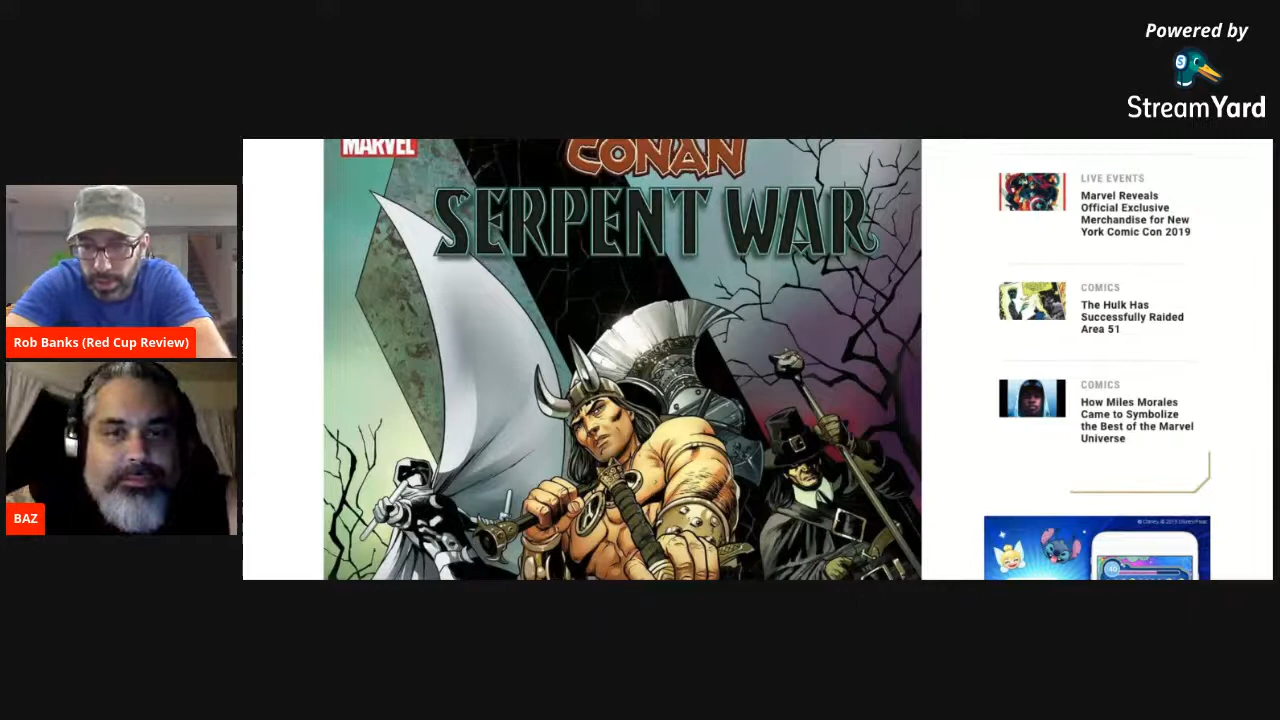 Powered by
StreamYard
Rob Banks (Red Cup Review)
BAZ
MARVEL
CONAN
SERPENT WAR
LIVE EVENTS
Marvel Reveals
Official Exclusive
Merchandise for New
York Comic Con 2019
COMICS
The Hulk Has
Successfully Raided
Area 51
COMICS
How Miles Morales
Came to Symbolize
the Best of the Marvel
Universe